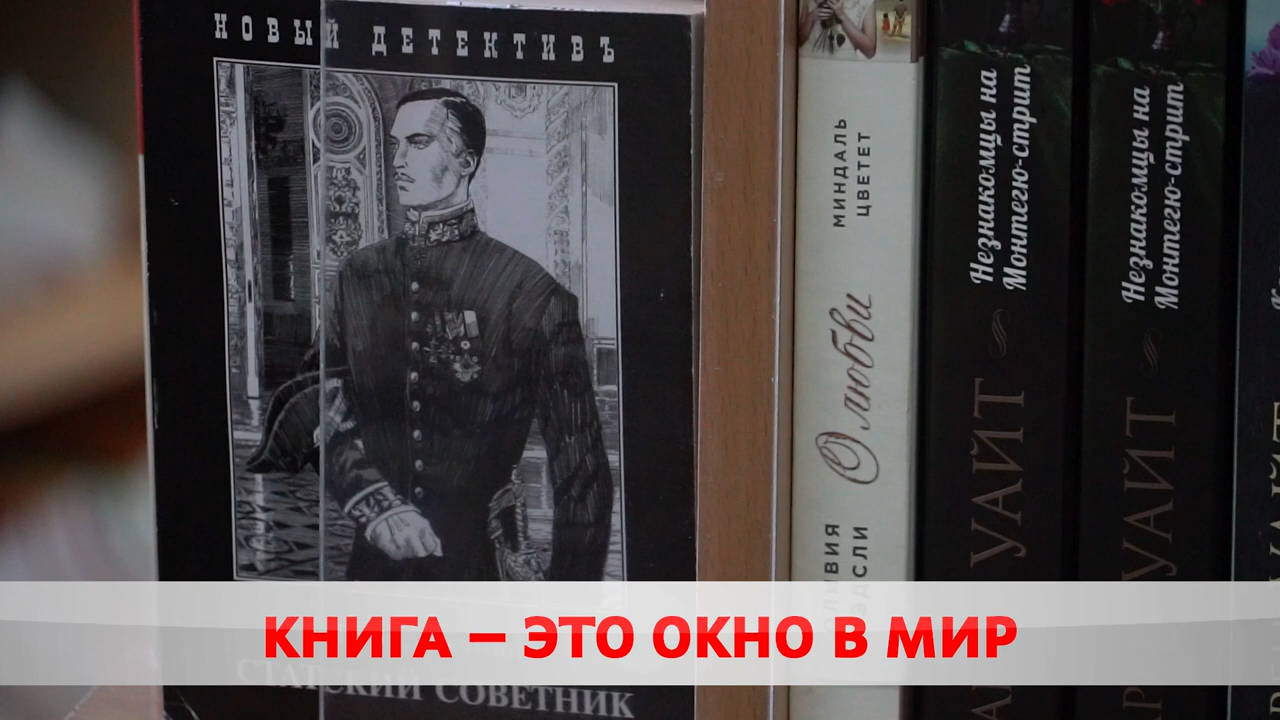 НОВЫЙ ДЕТЕКТИВЪ
КНИГА – ЭТО ОКНО В МИР
СТАТСКИЙ СОВЕТНИК
МИНДАЛЬ
ЦВЕТЕТ
О любви
Незнакомцы на
Монтегю-стрит
УАЙТ
Незнакомцы на
Монтегю-стрит
УАЙТ